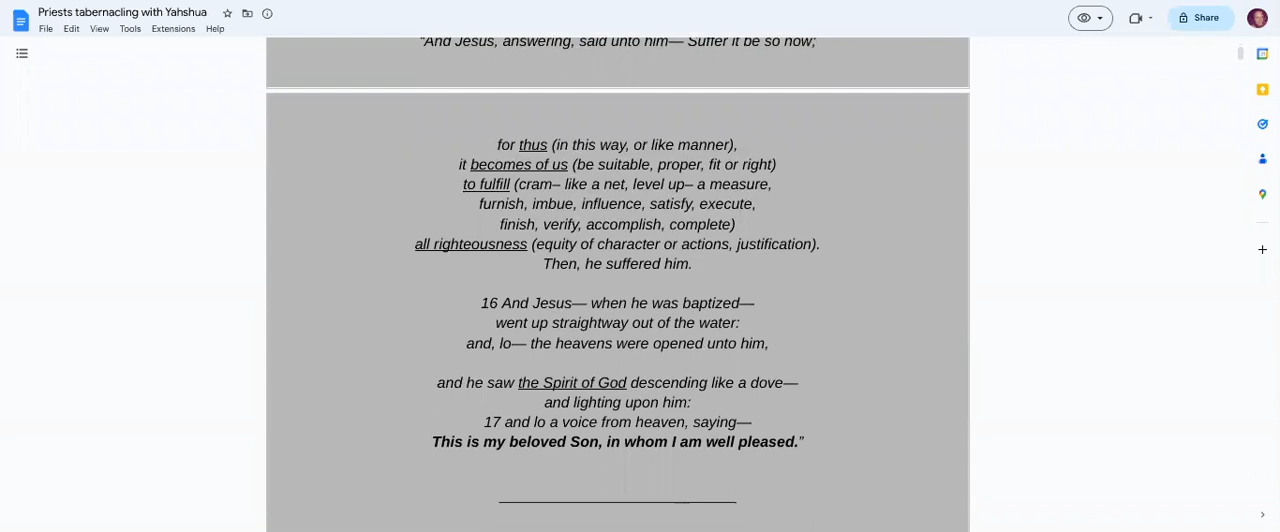 Priests tabernacling with Yahshua
File Edit View Tools Extensions Help
Share
“And Jesus, answering, said unto him— Suffer it be so now;
for thus (in this way, or like manner),
it becomes of us (be suitable, proper, fit or right)
to fulfill (cram– like a net, level up– a measure,
furnish, imbue, influence, satisfy, execute,
finish, verify, accomplish, complete)
all righteousness (equity of character or actions, justification).
Then, he suffered him.
16 And Jesus— when he was baptized—
went up straightway out of the water:
and, lo— the heavens were opened unto him,
and he saw the Spirit of God descending like a dove—
and lighting upon him:
17 and lo a voice from heaven, saying—
This is my beloved Son, in whom I am well pleased.”